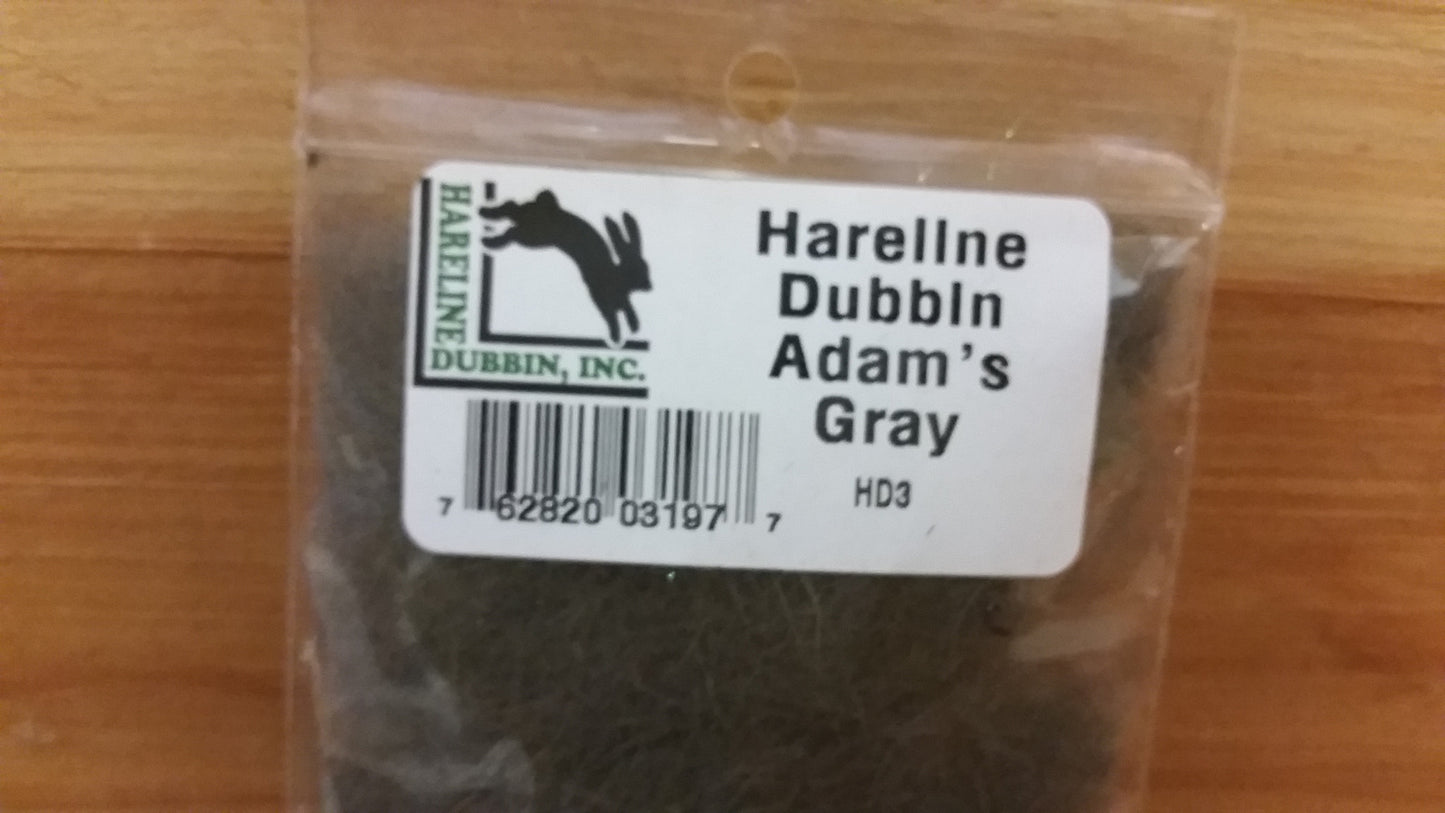 HARELINE
DUBBIN, INC.
Hareline
Dubbin
Adam's
Gray
HD3
7 62820 03197 7